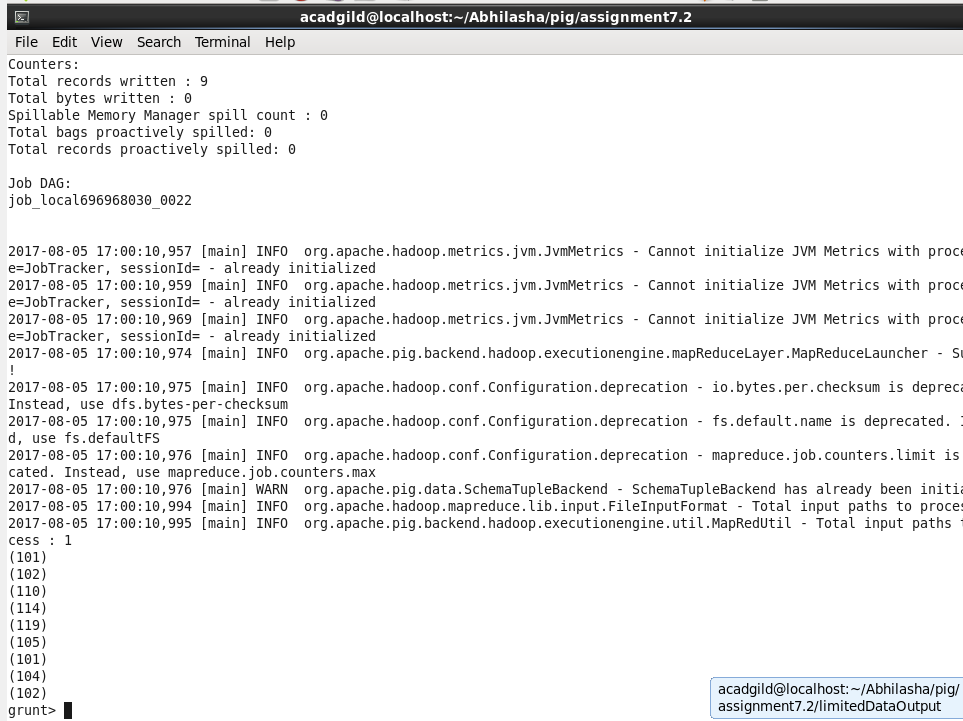 acadgild@localhost:~/Abhilasha/pig/assignment7.2
File Edit View Search Terminal Help
Counters:
Total records written : 9
Total bytes written : 0
Spillable Memory Manager spill count : 0
Total bags proactively spilled: 0
Total records proactively spilled: 0
Job DAG:
job_local696968030_0022
2017-08-05 17:00:10,957 [main] INFO  org.apache.hadoop.metrics.jvm.JvmMetrics - Cannot initialize JVM Metrics with proce
e=JobTracker, sessionId= - already initialized
2017-08-05 17:00:10,959 [main] INFO  org.apache.hadoop.metrics.jvm.JvmMetrics - Cannot initialize JVM Metrics with proce
e=JobTracker, sessionId= - already initialized
2017-08-05 17:00:10,969 [main] INFO  org.apache.hadoop.metrics.jvm.JvmMetrics - Cannot initialize JVM Metrics with proce
e=JobTracker, sessionId= - already initialized
2017-08-05 17:00:10,974 [main] INFO  org.apache.pig.backend.hadoop.executionengine.mapReduceLayer.MapReduceLauncher - Su
!
2017-08-05 17:00:10,975 [main] INFO  org.apache.hadoop.conf.Configuration.deprecation - io.bytes.per.checksum is depreca
Instead, use dfs.bytes-per-checksum
2017-08-05 17:00:10,975 [main] INFO  org.apache.hadoop.conf.Configuration.deprecation - fs.default.name is deprecated. I
d, use fs.defaultFS
2017-08-05 17:00:10,976 [main] INFO  org.apache.hadoop.conf.Configuration.deprecation - mapreduce.job.counters.limit is
cated. Instead, use mapreduce.job.counters.max
2017-08-05 17:00:10,976 [main] WARN  org.apache.pig.data.SchemaTupleBackend - SchemaTupleBackend has already been initia
2017-08-05 17:00:10,994 [main] INFO  org.apache.hadoop.mapreduce.lib.input.FileInputFormat - Total input paths to proces
2017-08-05 17:00:10,995 [main] INFO  org.apache.pig.backend.hadoop.executionengine.util.MapRedUtil - Total input paths t
cess : 1
(101)
(102)
(110)
(114)
(119)
(105)
(101)
(104)
(102)
grunt>
acadgild@localhost:~/Abhilasha/pig/
assignment7.2/limitedDataOutput